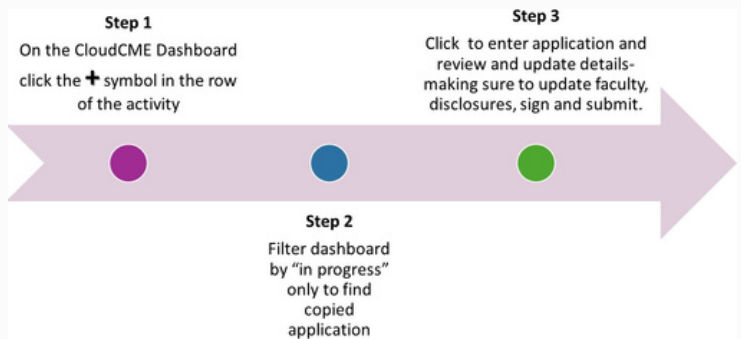 Step 1
On the CloudCME Dashboard
click the + symbol in the row
of the activity
Step 2
Filter dashboard
by “in progress”
only to find
copied
application
Step 3
Click to enter application and
review and update details-
making sure to update faculty,
disclosures, sign and submit.